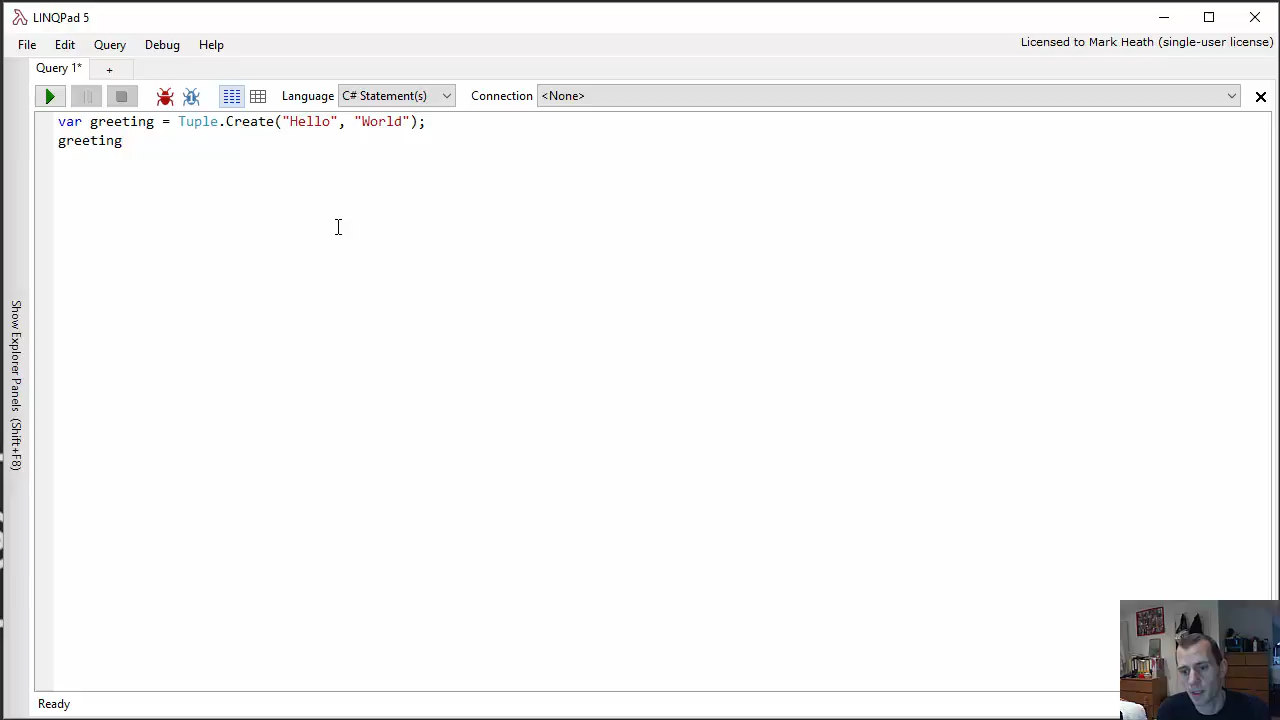 LINQPad 5
File Edit Query Debug Help
Licensed to Mark Heath (single-user license)
Query 1* +
Language C# Statement(s) Connection <None>
var greeting = Tuple.Create("Hello", "World");
greeting
Show Explorer Panels (Shift+F8)
Ready